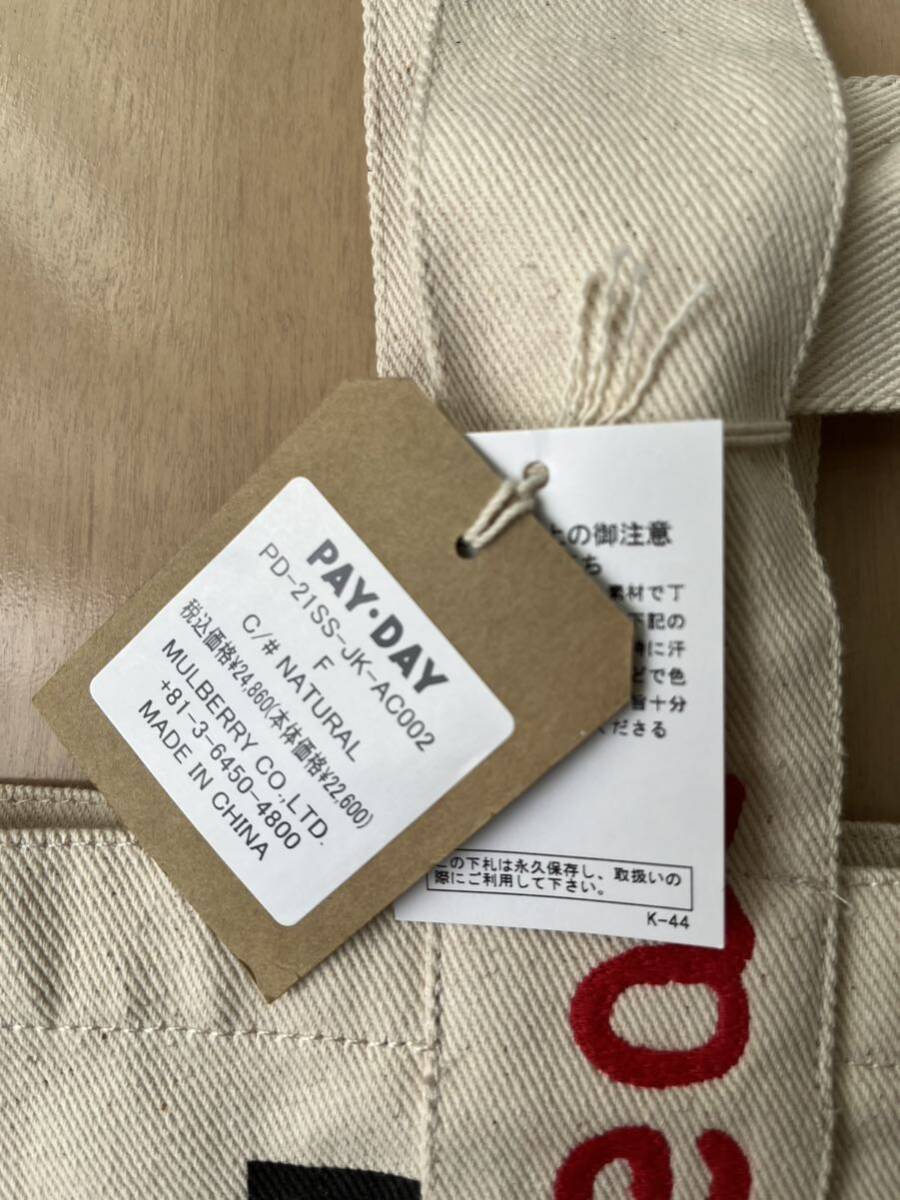 PAY・DAY
PD-21SS-JK-AC002
F
C/# NATURAL
税込価格¥24,860(本体価格¥22,600)
MULBERRY CO.,LTD.
+81-3-6450-4800
MADE IN CHINA
の御注意
素材で丁
下記の
時に汗
どで色
旨十分
くださる
この下札は永久保存し、取扱いの
際にご利用して下さい。
K-44